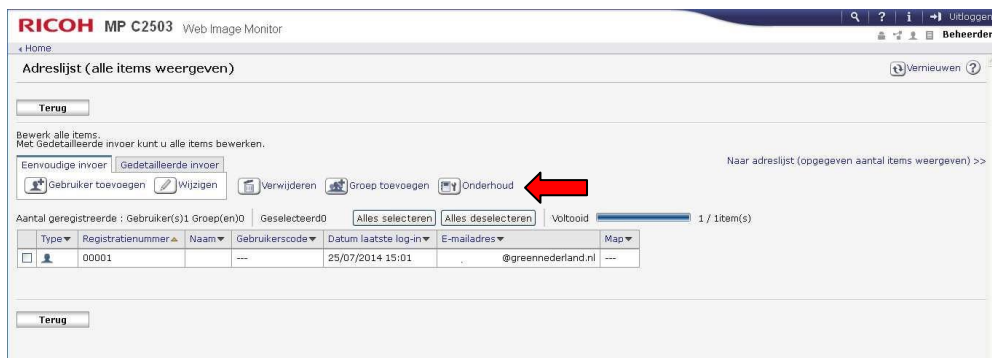 RICOH MP C2503 Web Image Monitor
? i Uitloggen
Beheerder
Home
Adreslijst (alle items weergeven)
Vernieuwen ?
Terug
Bewerk alle items.
Met Gedetailleerde invoer kunt u alle items bewerken.
Eenvoudige invoer Gedetailleerde invoer
Naar adreslijst (opgegeven aantal items weergeven) >>
Gebruiker toevoegen Wijzigen Verwijderen Groep toevoegen Onderhoud
Aantal geregistreerde : Gebruiker(s)1 Groep(en)0 Geselecteerd0 Alles selecteren Alles deselecteren Voltooid 1 / 1item(s)
Type Registratienummer Naam Gebruikerscode Datum laatste log-in E-mailadres Map
00001 --- 25/07/2014 15:01 @greennederland.nl ---
Terug